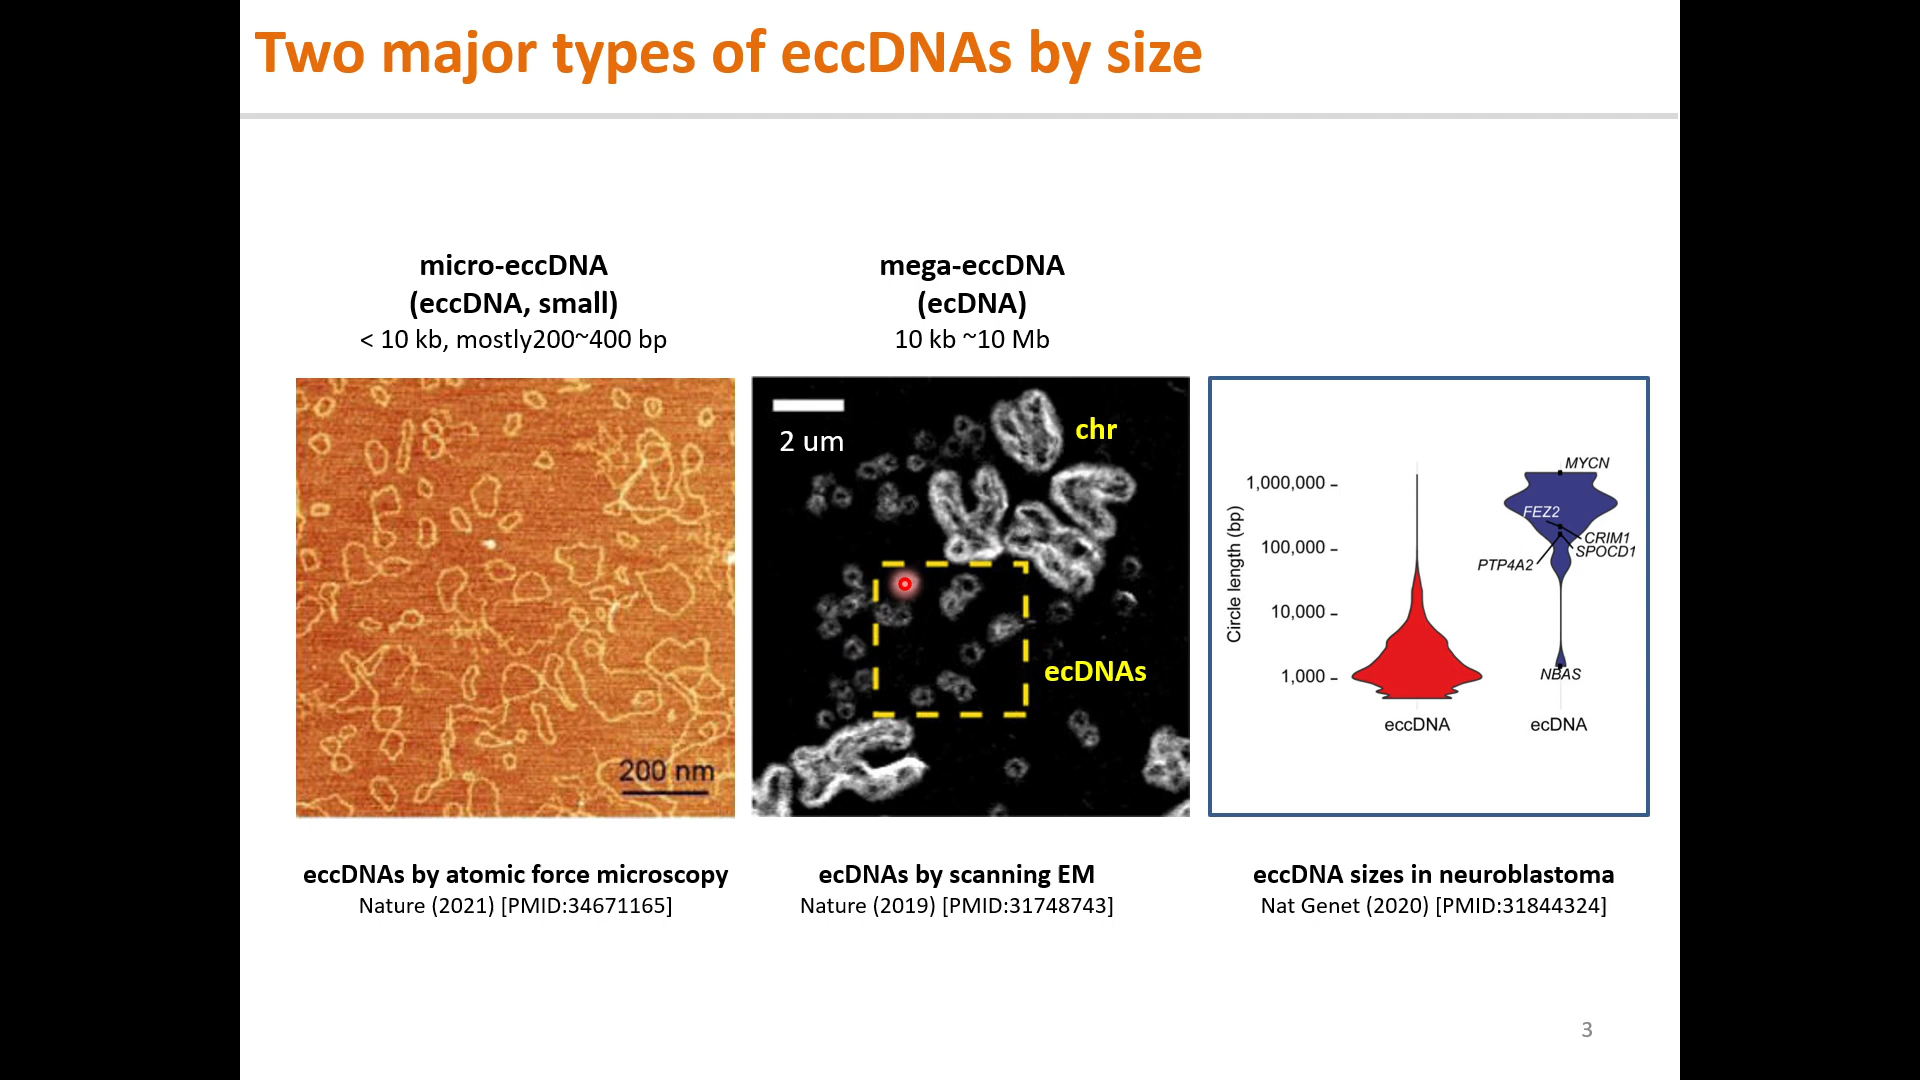 Two major types of eccDNAs by size
micro-eccDNA
(eccDNA, small)
< 10 kb, mostly200~400 bp
mega-eccDNA
(ecDNA)
10 kb ~10 Mb
200 nm
2 um
chr
ecDNAs
Circle length (bp)
1,000,000
100,000
10,000
1,000
MYCN
FEZ2
CRIM1
SPOCD1
PTP4A2
NBAS
eccDNA
ecDNA
eccDNAs by atomic force microscopy
Nature (2021) [PMID:34671165]
ecDNAs by scanning EM
Nature (2019) [PMID:31748743]
eccDNA sizes in neuroblastoma
Nat Genet (2020) [PMID:31844324]
3